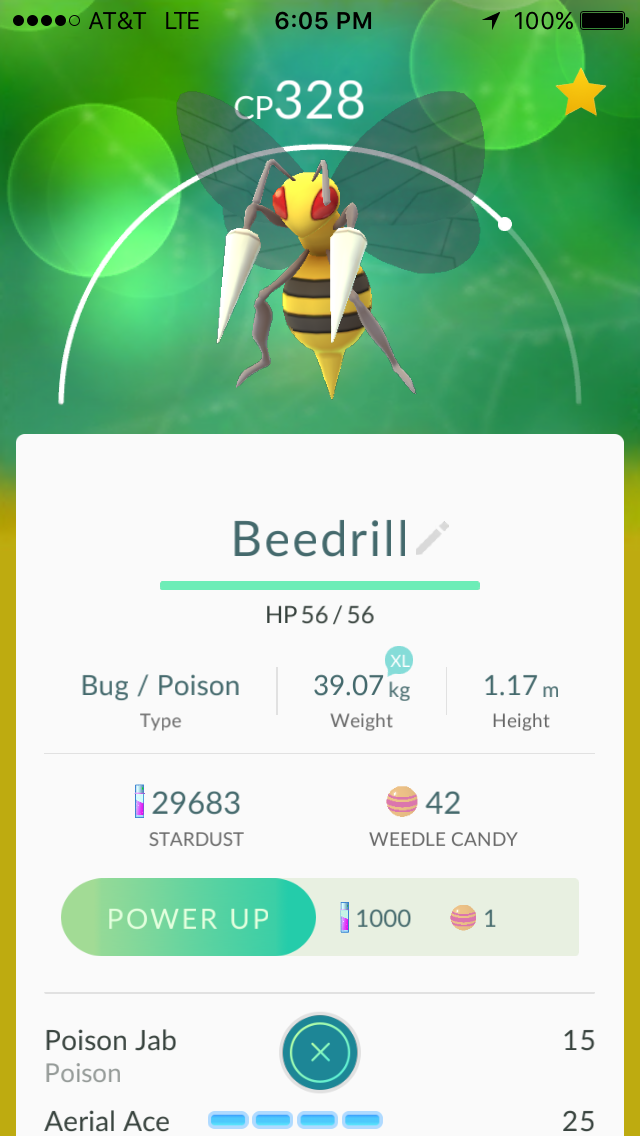 AT&T LTE 6:05 PM 100%
CP328
Beedrill
HP 56 / 56
XL
Bug / Poison 39.07 kg 1.17 m
Type Weight Height
29683 42
STARDUST WEEDLE CANDY
POWER UP 1000 1
Poison Jab 15
Poison
Aerial Ace 25